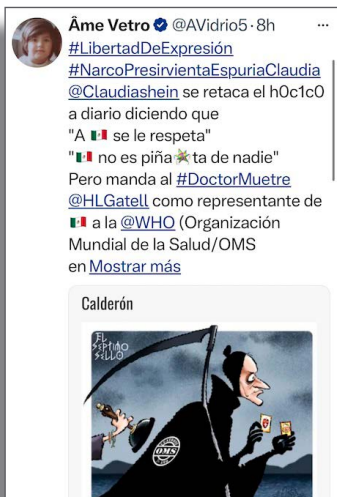 Âme Vetro @AVidrio5·8h ...
#LibertadDeExpresión
#NarcoPresirvientaEspuriaClaudia
@Claudiashein se retaca el h0c1c0
a diario diciendo que
"A 🇲🇽 se le respeta"
"🇲🇽 no es piña🪅ta de nadie"
Pero manda al #DoctorMuetre
@HLGatell como representante de
🇲🇽 a la @WHO (Organización
Mundial de la Salud/OMS
en Mostrar más
Calderón
EL
SÉPTIMO
SELLO
OMS